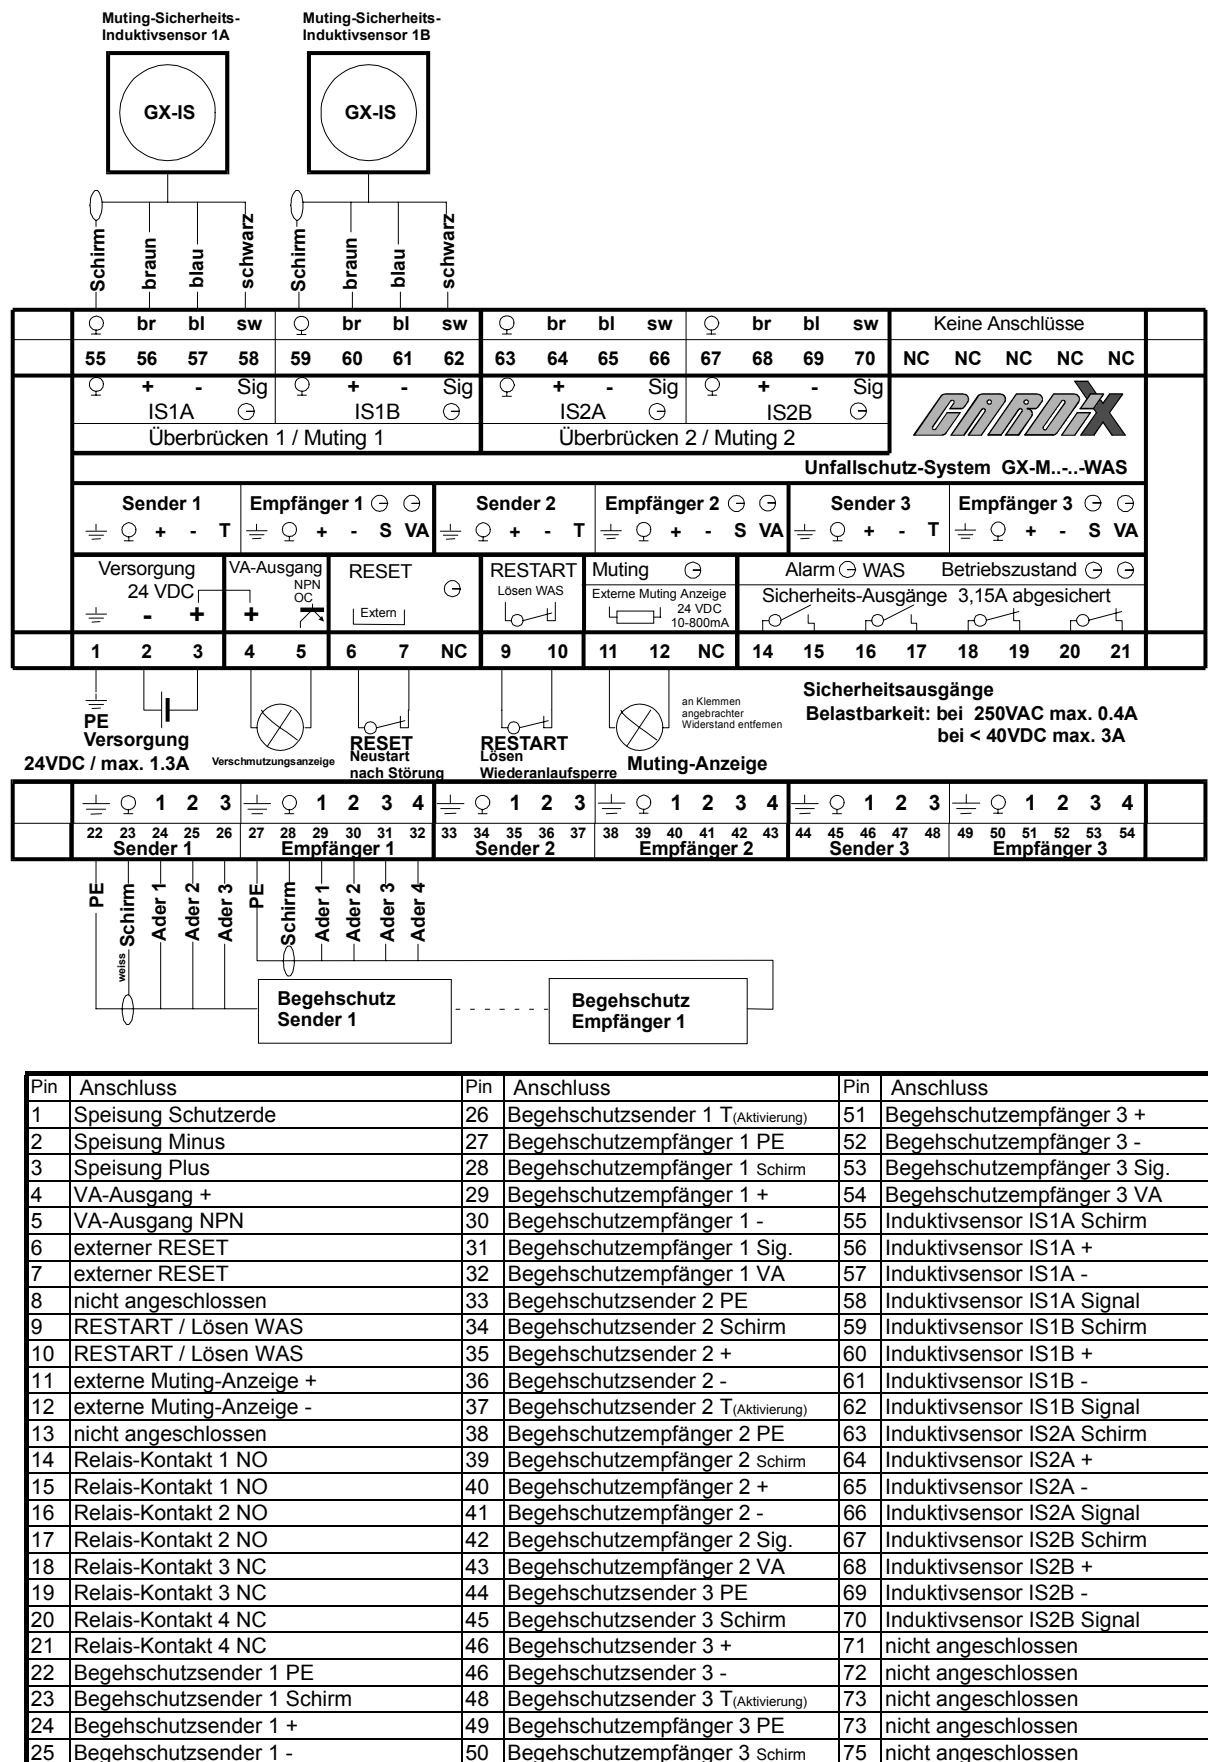 Muting-Sicherheits- Muting-Sicherheits-
Induktivsensor 1A Induktivsensor 1B
GX-IS GX-IS
Schirm braun blau schwarz Schirm braun blau schwarz
br bl sw br bl sw br bl sw br bl sw Keine Anschlüsse
55 56 57 58 59 60 61 62 63 64 65 66 67 68 69 70 NC NC NC NC NC
+ - Sig + - Sig + - Sig + - Sig
IS1A IS1B IS2A IS2B
CARDiX
Überbrücken 1 / Muting 1 Überbrücken 2 / Muting 2
Unfallschutz-System GX-M..-..-WAS
Sender 1 Empfänger 1 Sender 2 Empfänger 2 Sender 3 Empfänger 3
+ - T + - S VA + - T + - S VA + - T + - S VA
Versorgung VA-Ausgang RESET RESTART Muting Alarm WAS Betriebszustand
24 VDC NPN Lösen WAS Externe Muting Anzeige Sicherheits-Ausgänge 3,15A abgesichert
OC 24 VDC
- + + Extern 10-800mA
1 2 3 4 5 6 7 NC 9 10 11 12 NC 14 15 16 17 18 19 20 21
PE
Versorgung
24VDC / max. 1.3A
Verschmutzungsanzeige
RESET
Neustart
nach Störung
RESTART
Lösen
Wiederanlaufsperre
Muting-Anzeige
an Klemmen
angebrachter
Widerstand entfernen
Sicherheitsausgänge
Belastbarkeit: bei 250VAC max. 0.4A
bei < 40VDC max. 3A
1 2 3 1 2 3 4 1 2 3 1 2 3 4 1 2 3 1 2 3 4
22 23 24 25 26 27 28 29 30 31 32 33 34 35 36 37 38 39 40 41 42 43 44 45 46 47 48 49 50 51 52 53 54
Sender 1 Empfänger 1 Sender 2 Empfänger 2 Sender 3 Empfänger 3
PE weiss Schirm Ader 1 Ader 2 Ader 3 PE Schirm Ader 1 Ader 2 Ader 3 Ader 4
Begehschutz
Sender 1
Begehschutz
Empfänger 1
Pin Anschluss Pin Anschluss Pin Anschluss
1 Speisung Schutzerde 26 Begehschutzsender 1 T(Aktivierung) 51 Begehschutzempfänger 3 +
2 Speisung Minus 27 Begehschutzempfänger 1 PE 52 Begehschutzempfänger 3 -
3 Speisung Plus 28 Begehschutzempfänger 1 Schirm 53 Begehschutzempfänger 3 Sig.
4 VA-Ausgang + 29 Begehschutzempfänger 1 + 54 Begehschutzempfänger 3 VA
5 VA-Ausgang NPN 30 Begehschutzempfänger 1 - 55 Induktivsensor IS1A Schirm
6 externer RESET 31 Begehschutzempfänger 1 Sig. 56 Induktivsensor IS1A +
7 externer RESET 32 Begehschutzempfänger 1 VA 57 Induktivsensor IS1A -
8 nicht angeschlossen 33 Begehschutzsender 2 PE 58 Induktivsensor IS1A Signal
9 RESTART / Lösen WAS 34 Begehschutzsender 2 Schirm 59 Induktivsensor IS1B Schirm
10 RESTART / Lösen WAS 35 Begehschutzsender 2 + 60 Induktivsensor IS1B +
11 externe Muting-Anzeige + 36 Begehschutzsender 2 - 61 Induktivsensor IS1B -
12 externe Muting-Anzeige - 37 Begehschutzsender 2 T(Aktivierung) 62 Induktivsensor IS1B Signal
13 nicht angeschlossen 38 Begehschutzempfänger 2 PE 63 Induktivsensor IS2A Schirm
14 Relais-Kontakt 1 NO 39 Begehschutzempfänger 2 Schirm 64 Induktivsensor IS2A +
15 Relais-Kontakt 1 NO 40 Begehschutzempfänger 2 + 65 Induktivsensor IS2A -
16 Relais-Kontakt 2 NO 41 Begehschutzempfänger 2 - 66 Induktivsensor IS2A Signal
17 Relais-Kontakt 2 NO 42 Begehschutzempfänger 2 Sig. 67 Induktivsensor IS2B Schirm
18 Relais-Kontakt 3 NC 43 Begehschutzempfänger 2 VA 68 Induktivsensor IS2B +
19 Relais-Kontakt 3 NC 44 Begehschutzsender 3 PE 69 Induktivsensor IS2B -
20 Relais-Kontakt 4 NC 45 Begehschutzsender 3 Schirm 70 Induktivsensor IS2B Signal
21 Relais-Kontakt 4 NC 46 Begehschutzsender 3 + 71 nicht angeschlossen
22 Begehschutzsender 1 PE 46 Begehschutzsender 3 - 72 nicht angeschlossen
23 Begehschutzsender 1 Schirm 48 Begehschutzsender 3 T(Aktivierung) 73 nicht angeschlossen
24 Begehschutzsender 1 + 49 Begehschutzempfänger 3 PE 73 nicht angeschlossen
25 Begehschutzsender 1 - 50 Begehschutzempfänger 3 Schirm 75 nicht angeschlossen